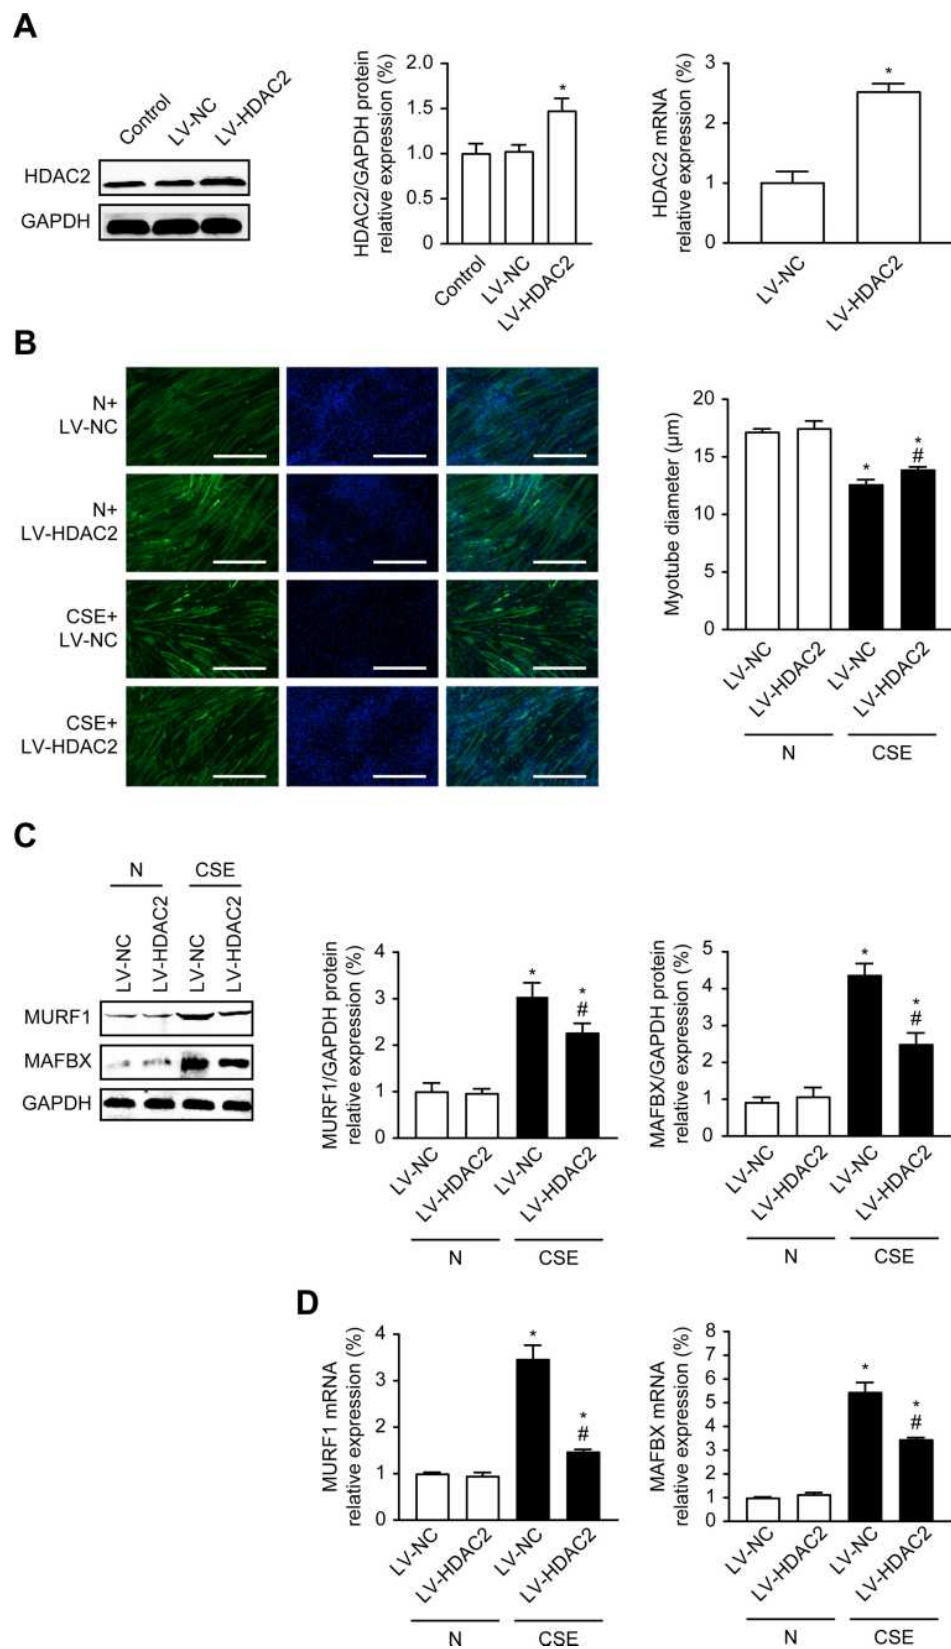 A
Control
LV-NC
LV-HDAC2
HDAC2
GAPDH
HDAC2/GAPDH protein
relative expression (%)
2.0
1.5
1.0
0.5
0
Control
LV-NC
LV-HDAC2
*
HDAC2 mRNA
relative expression (%)
3
2
1
0
LV-NC
LV-HDAC2
*
B
N+
LV-NC
N+
LV-HDAC2
CSE+
LV-NC
CSE+
LV-HDAC2
Myotube diameter (µm)
20
15
10
5
0
*
*
#
LV-NC
LV-HDAC2
LV-NC
LV-HDAC2
N
CSE
C
N
CSE
LV-NC
LV-HDAC2
LV-NC
LV-HDAC2
MURF1
MAFBX
GAPDH
MURF1/GAPDH protein
relative expression (%)
4
3
2
1
0
*
*
#
LV-NC
LV-HDAC2
LV-NC
LV-HDAC2
N
CSE
MAFBX/GAPDH protein
relative expression (%)
5
4
3
2
1
0
*
*
#
LV-NC
LV-HDAC2
LV-NC
LV-HDAC2
N
CSE
D
MURF1 mRNA
relative expression (%)
4
3
2
1
0
*
*
#
LV-NC
LV-HDAC2
LV-NC
LV-HDAC2
N
CSE
MAFBX mRNA
relative expression (%)
8
7
6
5
4
3
2
1
0
*
*
#
LV-NC
LV-HDAC2
LV-NC
LV-HDAC2
N
CSE